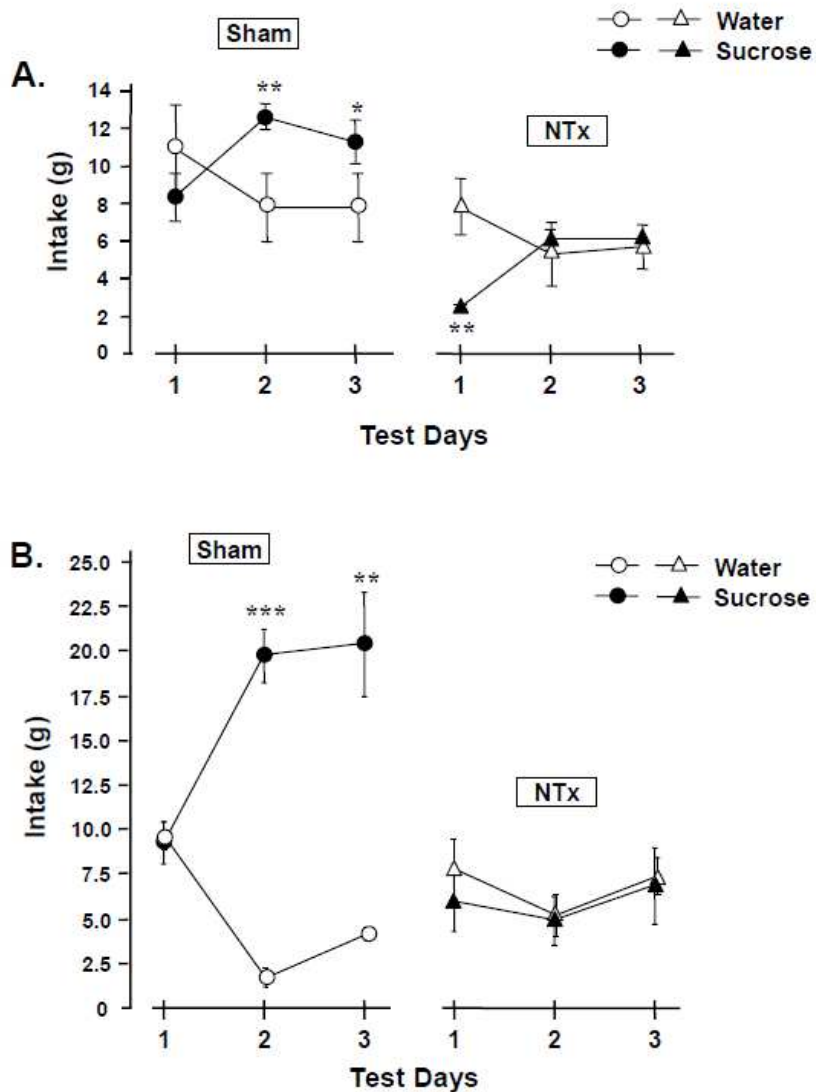 Sham
Water
Sucrose
A.
**
*
NTx
14
12
10
8
6
4
2
0
Intake (g)
**
1 2 3 1 2 3
Test Days
B.
Sham
Water
Sucrose
25.0
22.5
20.0
17.5
15.0
12.5
10.0
7.5
5.0
2.5
0
Intake (g)
***
**
NTx
1 2 3 1 2 3
Test Days